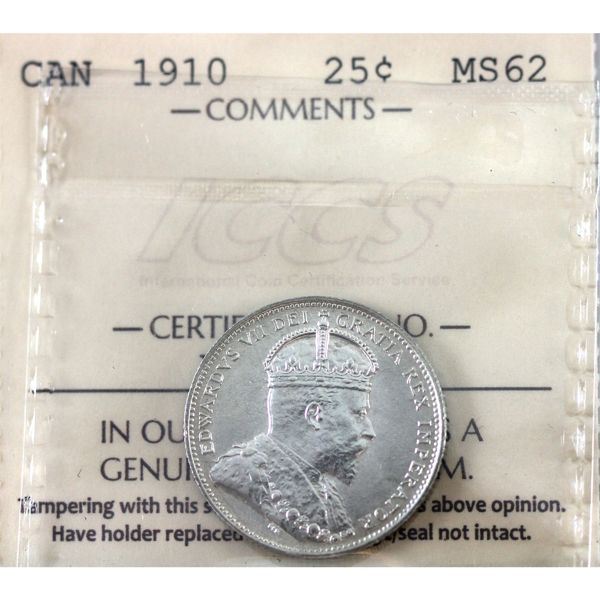 CAN 1910 25¢ MS62
— COMMENTS —
ICCS
International Coin Certification Service
— CERTIF NO. —
EDWARDVS VII DEI GRATIA REX IMPERATOR
IN OU S A
GENU M.
Tampering with this s s above opinion.
Have holder replaced /seal not intact.